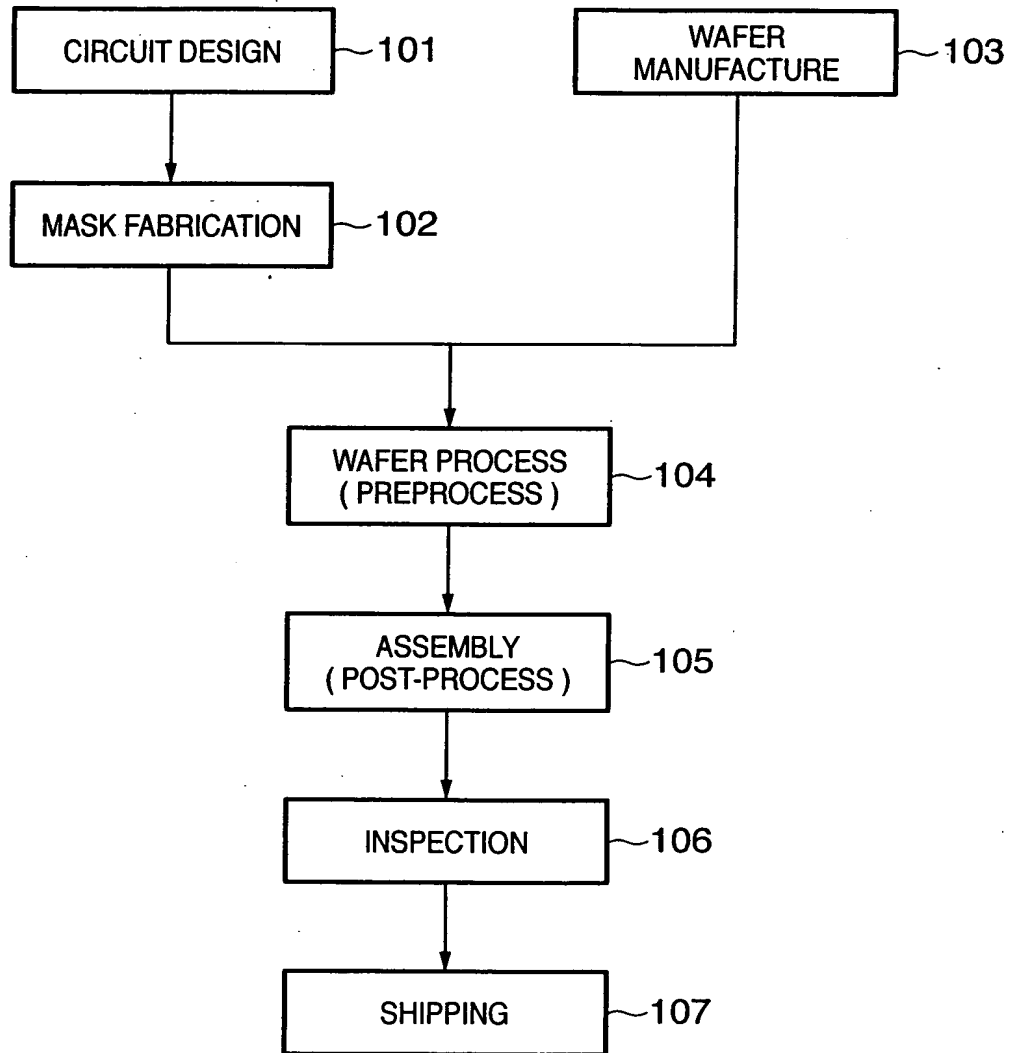 CIRCUIT DESIGN
101
WAFER
MANUFACTURE
103
MASK FABRICATION
102
WAFER PROCESS
( PREPROCESS )
104
ASSEMBLY
( POST-PROCESS )
105
INSPECTION
106
SHIPPING
107